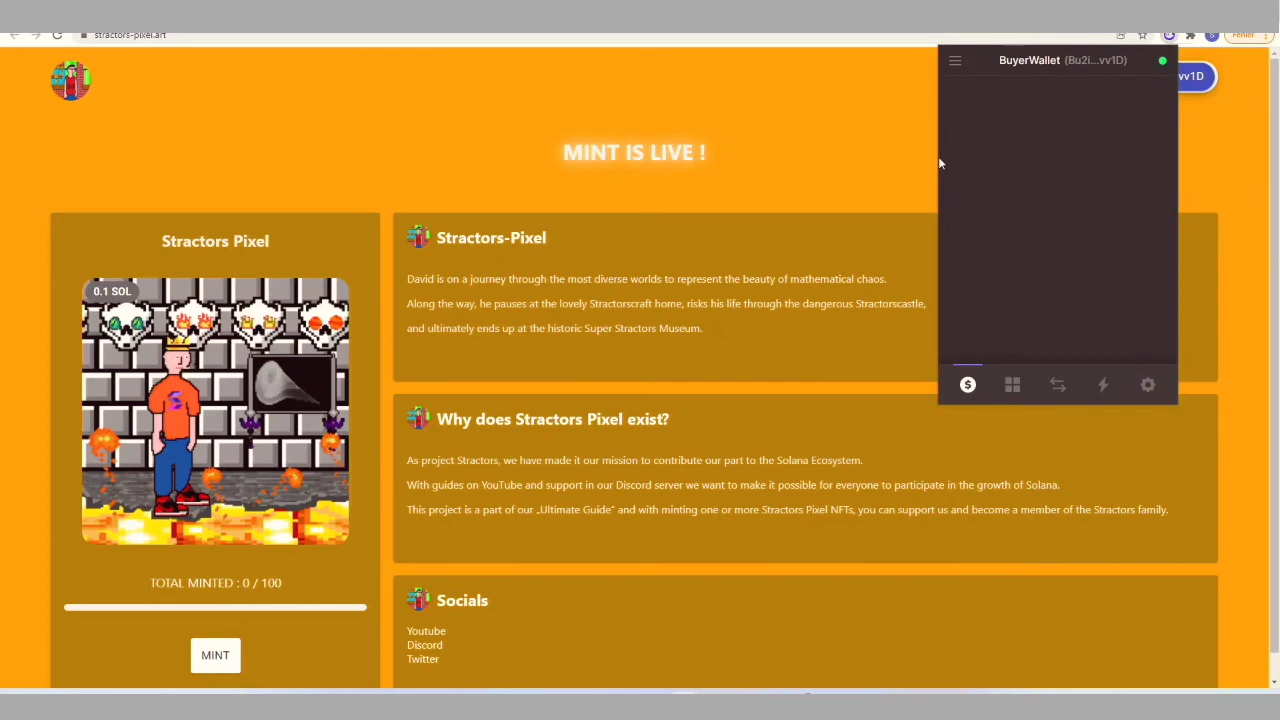 stractors-pixel.art
BuyerWallet (Bu2i...vv1D)
vv1D
MINT IS LIVE !
Stractors Pixel
0.1 SOL
TOTAL MINTED : 0 / 100
MINT
Stractors-Pixel
David is on a journey through the most diverse worlds to represent the beauty of mathematical chaos.
Along the way, he pauses at the lovely Stractorscraft home, risks his life through the dangerous Stractorscastle,
and ultimately ends up at the historic Super Stractors Museum.
Why does Stractors Pixel exist?
As project Stractors, we have made it our mission to contribute our part to the Solana Ecosystem.
With guides on YouTube and support in our Discord server we want to make it possible for everyone to participate in the growth of Solana.
This project is a part of our „Ultimate Guide“ and with minting one or more Stractors Pixel NFTs, you can support us and become a member of the Stractors family.
Socials
Youtube
Discord
Twitter